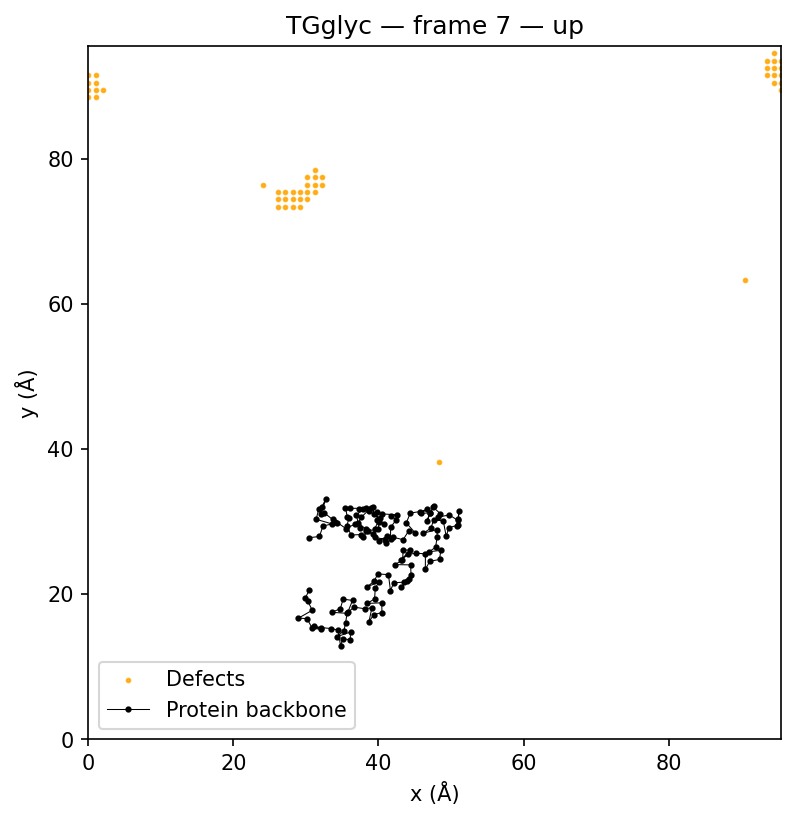 TGglyc — frame 7 — up
y (Å)
80
60
40
20
0
Defects
Protein backbone
0 20 40 60 80
x (Å)